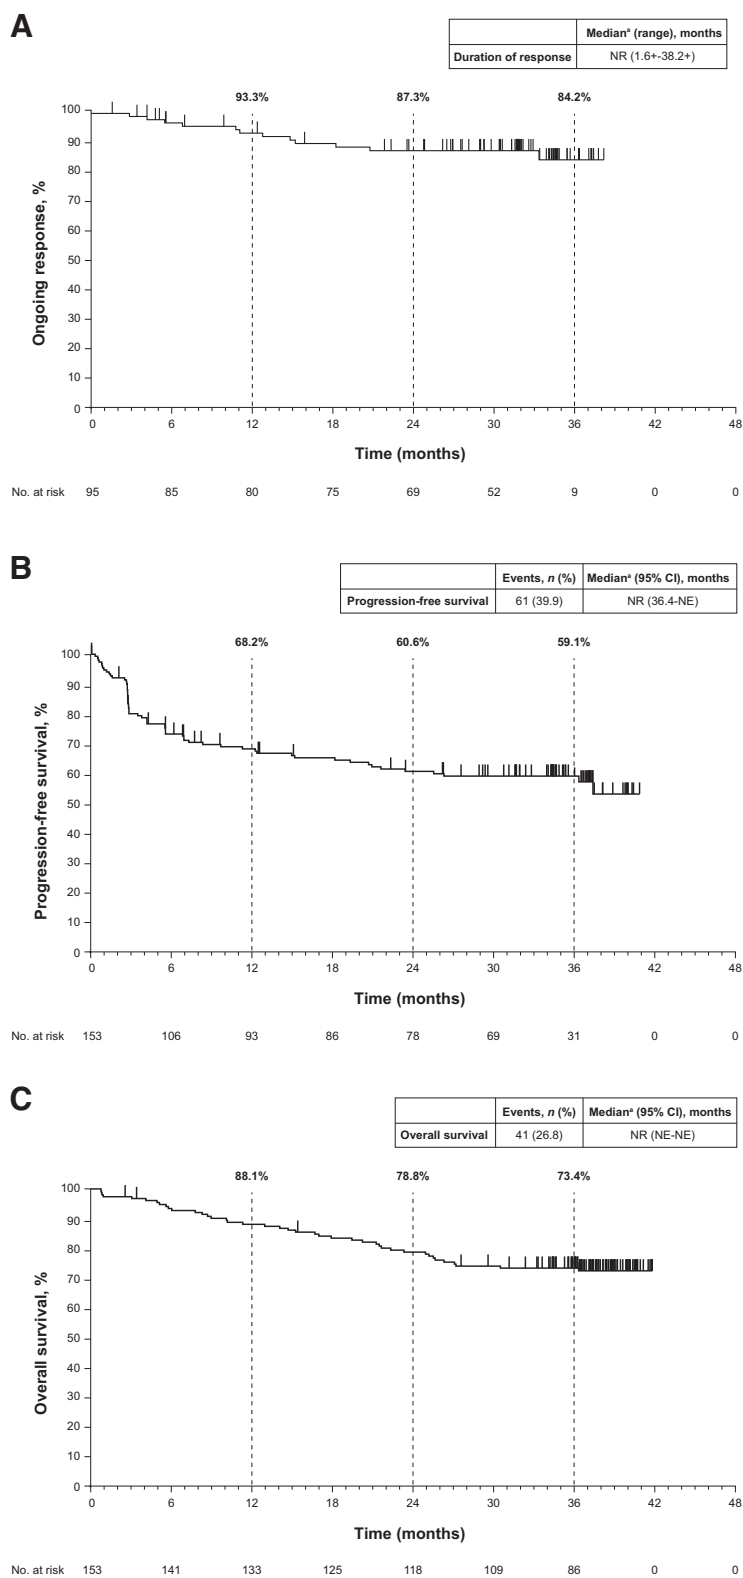 A
Medianᵃ (range), months
Duration of response NR (1.6+-38.2+)
93.3% 87.3% 84.2%
Ongoing response, %
100
90
80
70
60
50
40
30
20
10
0
0 6 12 18 24 30 36 42 48
Time (months)
No. at risk 95 85 80 75 69 52 9 0 0
B
Events, n (%) Medianᵃ (95% CI), months
Progression-free survival 61 (39.9) NR (36.4-NE)
68.2% 60.6% 59.1%
Progression-free survival, %
100
90
80
70
60
50
40
30
20
10
0
0 6 12 18 24 30 36 42 48
Time (months)
No. at risk 153 106 93 86 78 69 31 0 0
C
Events, n (%) Medianᵃ (95% CI), months
Overall survival 41 (26.8) NR (NE-NE)
88.1% 78.8% 73.4%
Overall survival, %
100
90
80
70
60
50
40
30
20
10
0
0 6 12 18 24 30 36 42 48
Time (months)
No. at risk 153 141 133 125 118 109 86 0 0